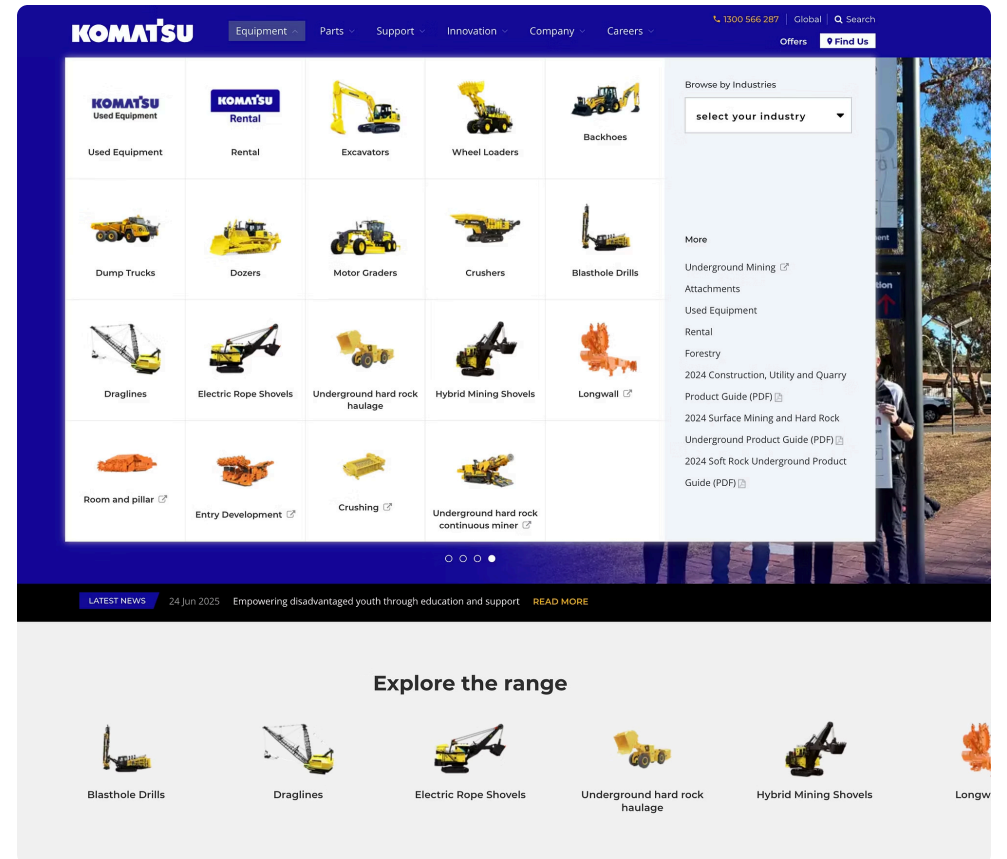 KOMATSU
Equipment
Parts
Support
Innovation
Company
Careers
1300 566 287
Global
Search
Offers
Find Us
KOMATSU
Used Equipment
Used Equipment
KOMATSU
Rental
Rental
Excavators
Wheel Loaders
Backhoes
Dump Trucks
Dozers
Motor Graders
Crushers
Blasthole Drills
Draglines
Electric Rope Shovels
Underground hard rock
haulage
Hybrid Mining Shovels
Longwall
Room and pillar
Entry Development
Crushing
Underground hard rock
continuous miner
Browse by Industries
select your industry
More
Underground Mining
Attachments
Used Equipment
Rental
Forestry
2024 Construction, Utility and Quarry
Product Guide (PDF)
2024 Surface Mining and Hard Rock
Underground Product Guide (PDF)
2024 Soft Rock Underground Product
Guide (PDF)
LATEST NEWS
24 Jun 2025
Empowering disadvantaged youth through education and support
READ MORE
Explore the range
Blasthole Drills
Draglines
Electric Rope Shovels
Underground hard rock
haulage
Hybrid Mining Shovels
Longw